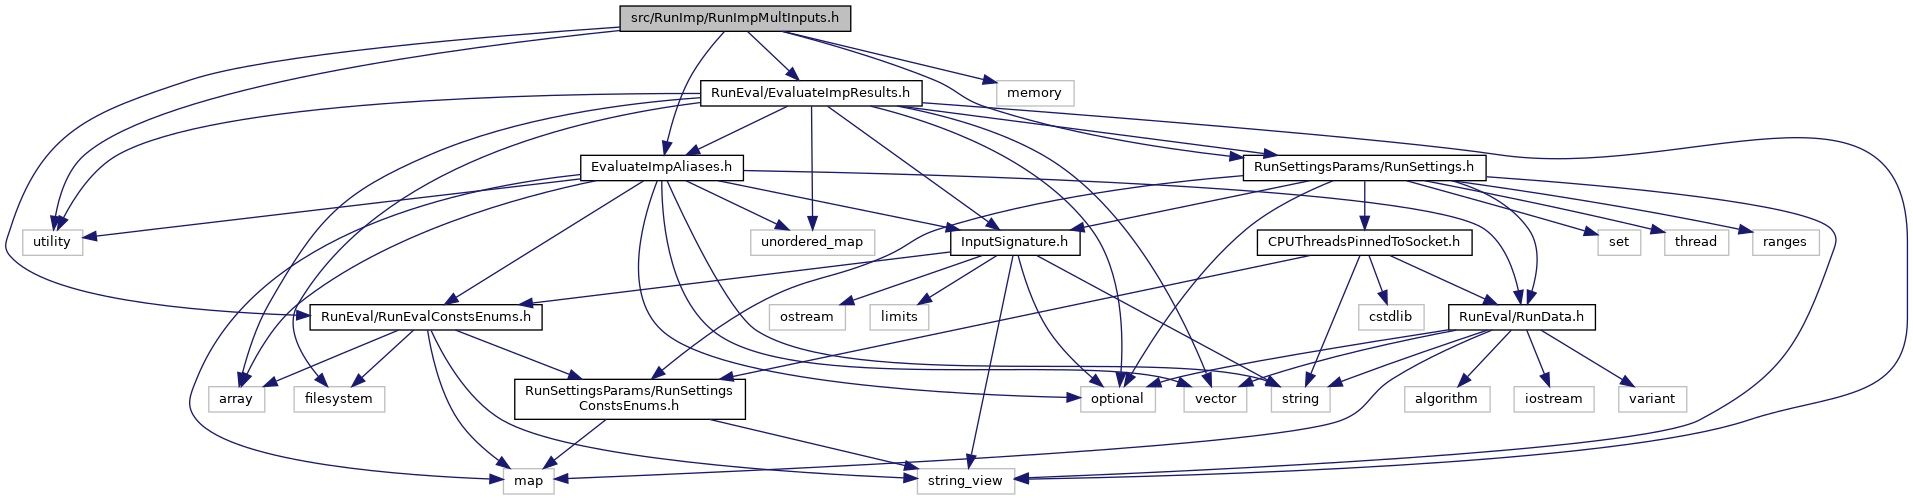 src/RunImp/RunImpMultInputs.h
RunEval/EvaluateImpResults.h
memory
EvaluateImpAliases.h
RunSettingsParams/RunSettings.h
utility
unordered_map
InputSignature.h
CPUThreadsPinnedToSocket.h
set
thread
ranges
RunEval/RunEvalConstsEnums.h
ostream
limits
cstdlib
RunEval/RunData.h
array
filesystem
RunSettingsParams/RunSettings
ConstsEnums.h
optional
vector
string
algorithm
iostream
variant
map
string_view